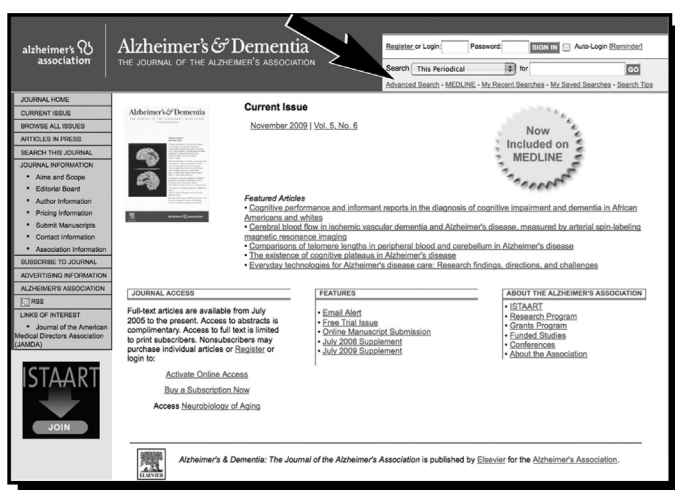 alzheimer's
association
Alzheimer's & Dementia
THE JOURNAL OF THE ALZHEIMER'S ASSOCIATION
Register or Login: Password: SIGN IN Auto-Login [Reminder]
Search This Periodical for GO
Advanced Search - MEDLINE - My Recent Searches - My Saved Searches - Search Tips
JOURNAL HOME
CURRENT ISSUE
BROWSE ALL ISSUES
ARTICLES IN PRESS
SEARCH THIS JOURNAL
JOURNAL INFORMATION
• Aims and Scope
• Editorial Board
• Author Information
• Pricing Information
• Submit Manuscripts
• Contact Information
• Association Information
SUBSCRIBE TO JOURNAL
ADVERTISING INFORMATION
ALZHEIMER'S ASSOCIATION
RSS
LINKS OF INTEREST
• Journal of the American
Medical Directors Association
(JAMDA)
ISTAART
JOIN
Alzheimer's & Dementia
Current Issue
November 2009 | Vol. 5, No. 6
Now
Included on
MEDLINE
Featured Articles
• Cognitive performance and informant reports in the diagnosis of cognitive impairment and dementia in African
Americans and whites
• Cerebral blood flow in ischemic vascular dementia and Alzheimer's disease, measured by arterial spin-labeling
magnetic resonance imaging
• Comparisons of telomere lengths in peripheral blood and cerebellum in Alzheimer's disease
• The existence of cognitive plateaus in Alzheimer's disease
• Everyday technologies for Alzheimer's disease care: Research findings, directions, and challenges
JOURNAL ACCESS
Full-text articles are available from July
2005 to the present. Access to abstracts is
complimentary. Access to full text is limited
to print subscribers. Nonsubscribers may
purchase individual articles or Register or
login to:
Activate Online Access
Buy a Subscription Now
Access Neurobiology of Aging
FEATURES
• Email Alert
• Free Trial Issue
• Online Manuscript Submission
• July 2008 Supplement
• July 2009 Supplement
ABOUT THE ALZHEIMER'S ASSOCIATION
• ISTAART
• Research Program
• Grants Program
• Funded Studies
• Conferences
• About the Association
ELSEVIER
Alzheimer's & Dementia: The Journal of the Alzheimer's Association is published by Elsevier for the Alzheimer's Association.